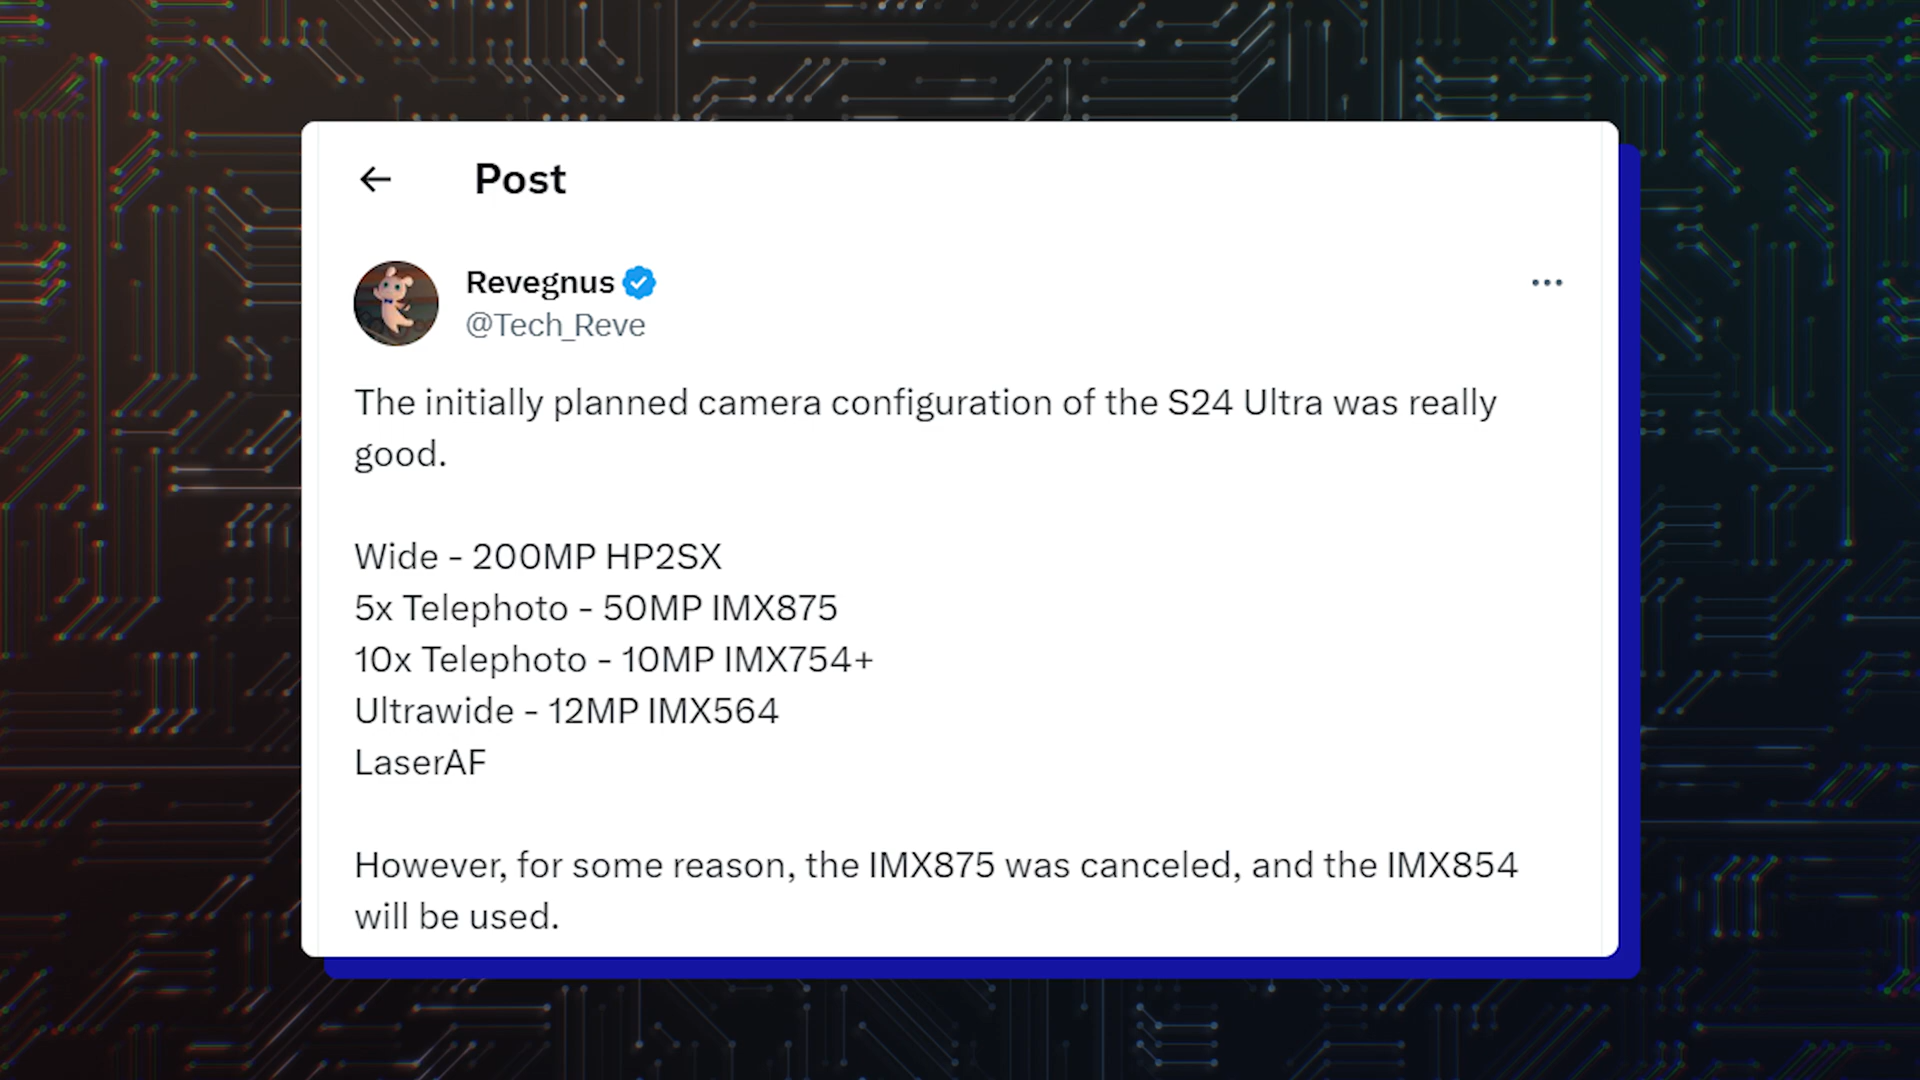 Post
Revegnus
@Tech_Reve
The initially planned camera configuration of the S24 Ultra was really
good.
Wide - 200MP HP2SX
5x Telephoto - 50MP IMX875
10x Telephoto - 10MP IMX754+
Ultrawide - 12MP IMX564
LaserAF
However, for some reason, the IMX875 was canceled, and the IMX854
will be used.